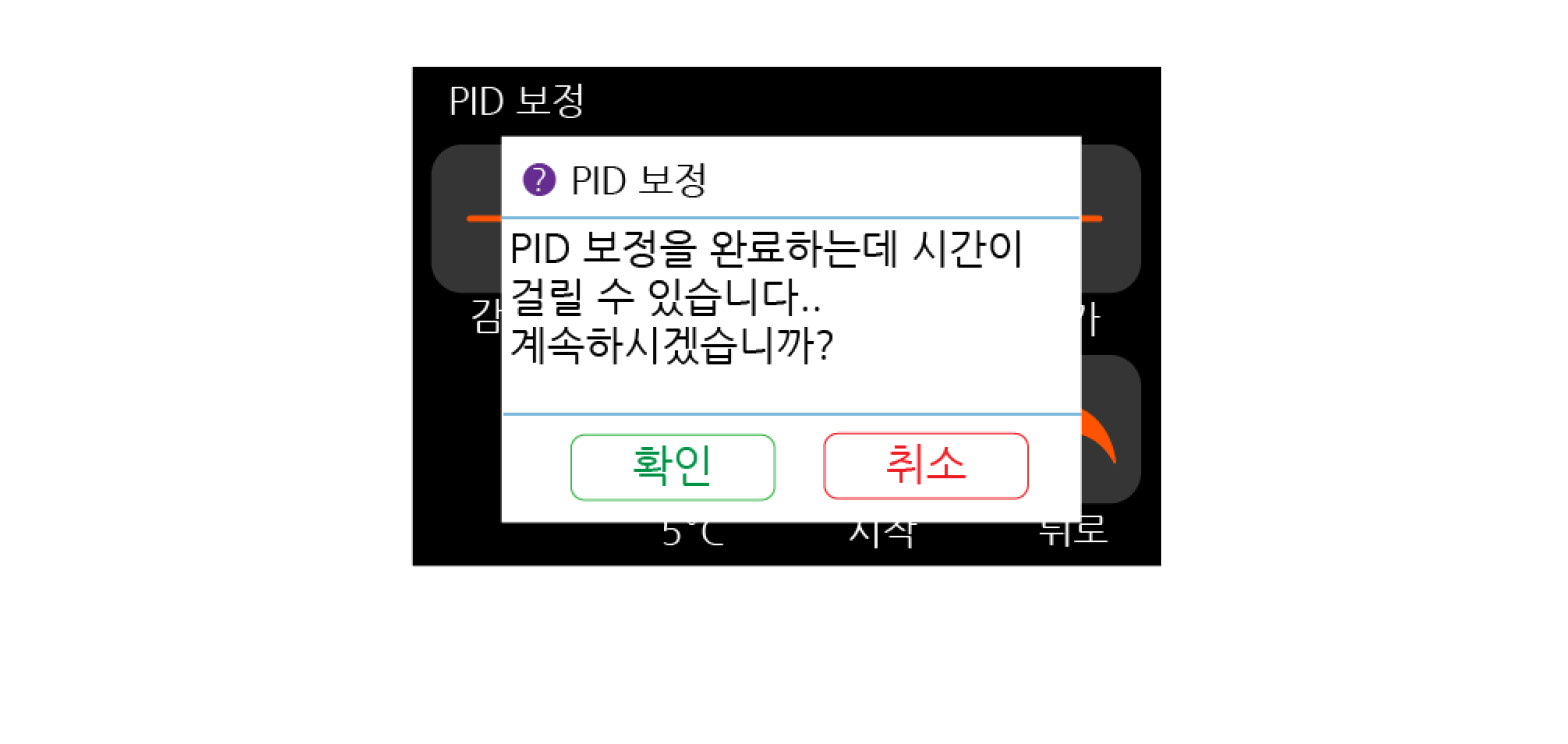 PID 보정
? PID 보정
PID 보정을 완료하는데 시간이
걸릴 수 있습니다..
계속하시겠습니까?
확인 취소
5°C 시작 뒤로